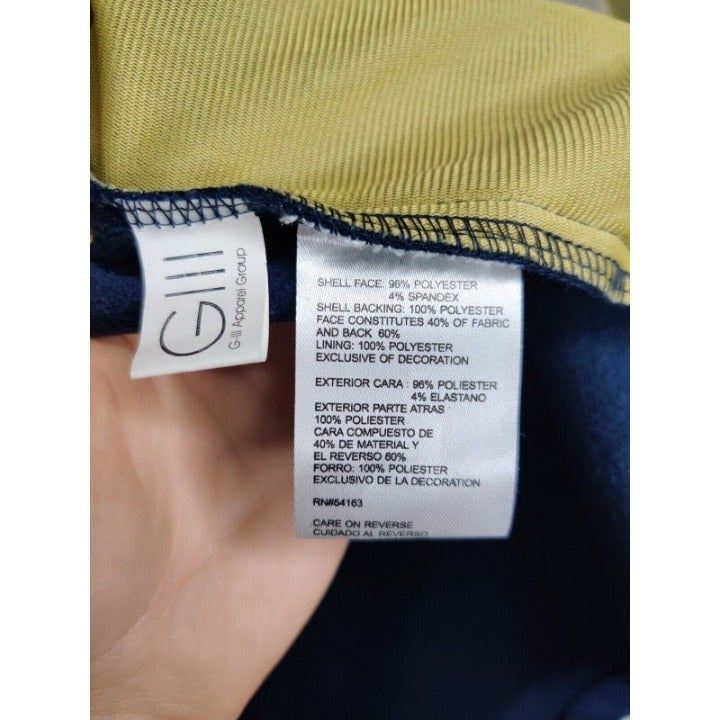 GIII
G-III Apparel Group
SHELL FACE: 96% POLYESTER
4% SPANDEX
SHELL BACKING: 100% POLYESTER
FACE CONSTITUTES 40% OF FABRIC
AND BACK 60%
LINING: 100% POLYESTER
EXCLUSIVE OF DECORATION
EXTERIOR CARA : 96% POLIESTER
4% ELASTANO
EXTERIOR PARTE ATRAS
100% POLIESTER
CARA COMPUESTO DE
40% DE MATERIAL Y
EL REVERSO 60%
FORRO: 100% POLIESTER
EXCLUSIVO DE LA DECORATION
RN#54163
CARE ON REVERSE
CUIDADO AL REVERSO